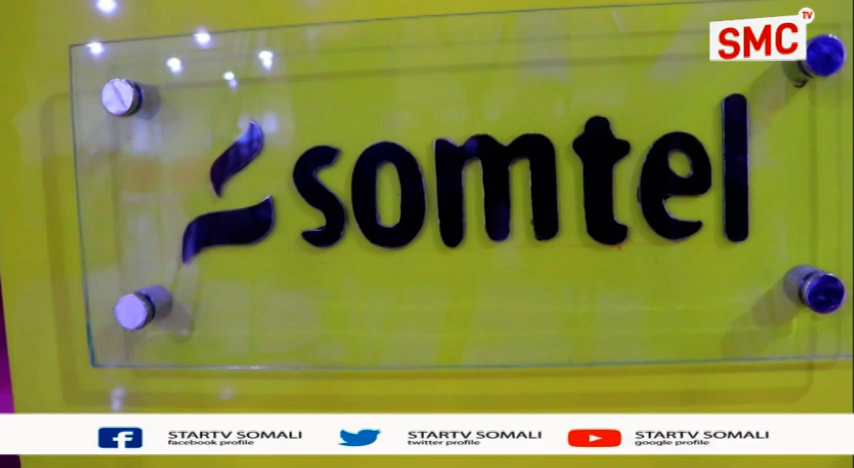 SMC TV
somtel
STARTV SOMALI
facebook profile
STARTV SOMALI
twitter profile
STARTV SOMALI
google profile